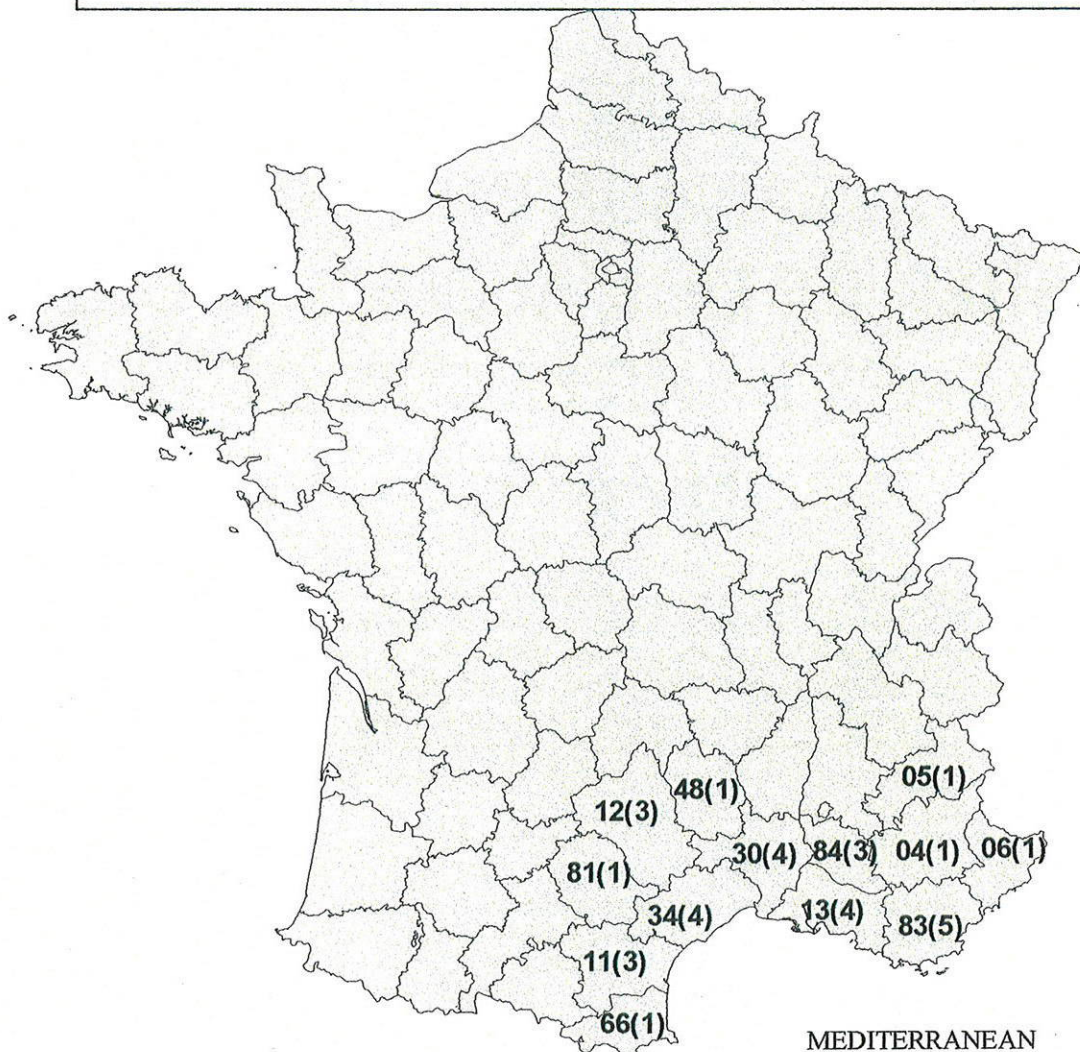 05(1)
48(1)
12(3)
30(4) 84(3) 04(1) 06(1)
81(1)
34(4) 13(4) 83(5)
11(3)
66(1)
MEDITERRANEAN